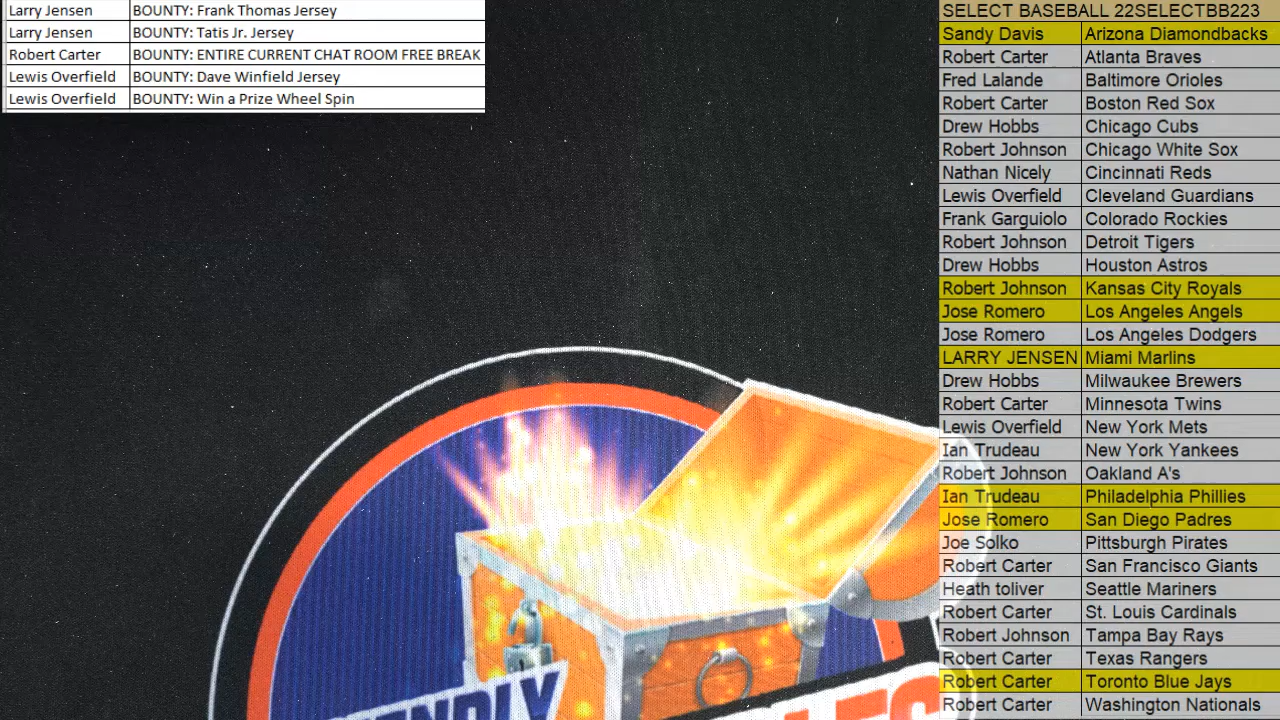 Larry Jensen BOUNTY: Frank Thomas Jersey
Larry Jensen BOUNTY: Tatis Jr. Jersey
Robert Carter BOUNTY: ENTIRE CURRENT CHAT ROOM FREE BREAK
Lewis Overfield BOUNTY: Dave Winfield Jersey
Lewis Overfield BOUNTY: Win a Prize Wheel Spin
SELECT BASEBALL 22SELECTBB223
Sandy Davis Arizona Diamondbacks
Robert Carter Atlanta Braves
Fred Lalande Baltimore Orioles
Robert Carter Boston Red Sox
Drew Hobbs Chicago Cubs
Robert Johnson Chicago White Sox
Nathan Nicely Cincinnati Reds
Lewis Overfield Cleveland Guardians
Frank Garguiolo Colorado Rockies
Robert Johnson Detroit Tigers
Drew Hobbs Houston Astros
Robert Johnson Kansas City Royals
Jose Romero Los Angeles Angels
Jose Romero Los Angeles Dodgers
LARRY JENSEN Miami Marlins
Drew Hobbs Milwaukee Brewers
Robert Carter Minnesota Twins
Lewis Overfield New York Mets
Ian Trudeau New York Yankees
Robert Johnson Oakland A's
Ian Trudeau Philadelphia Phillies
Jose Romero San Diego Padres
Joe Solko Pittsburgh Pirates
Robert Carter San Francisco Giants
Heath toliver Seattle Mariners
Robert Carter St. Louis Cardinals
Robert Johnson Tampa Bay Rays
Robert Carter Texas Rangers
Robert Carter Toronto Blue Jays
Robert Carter Washington Nationals